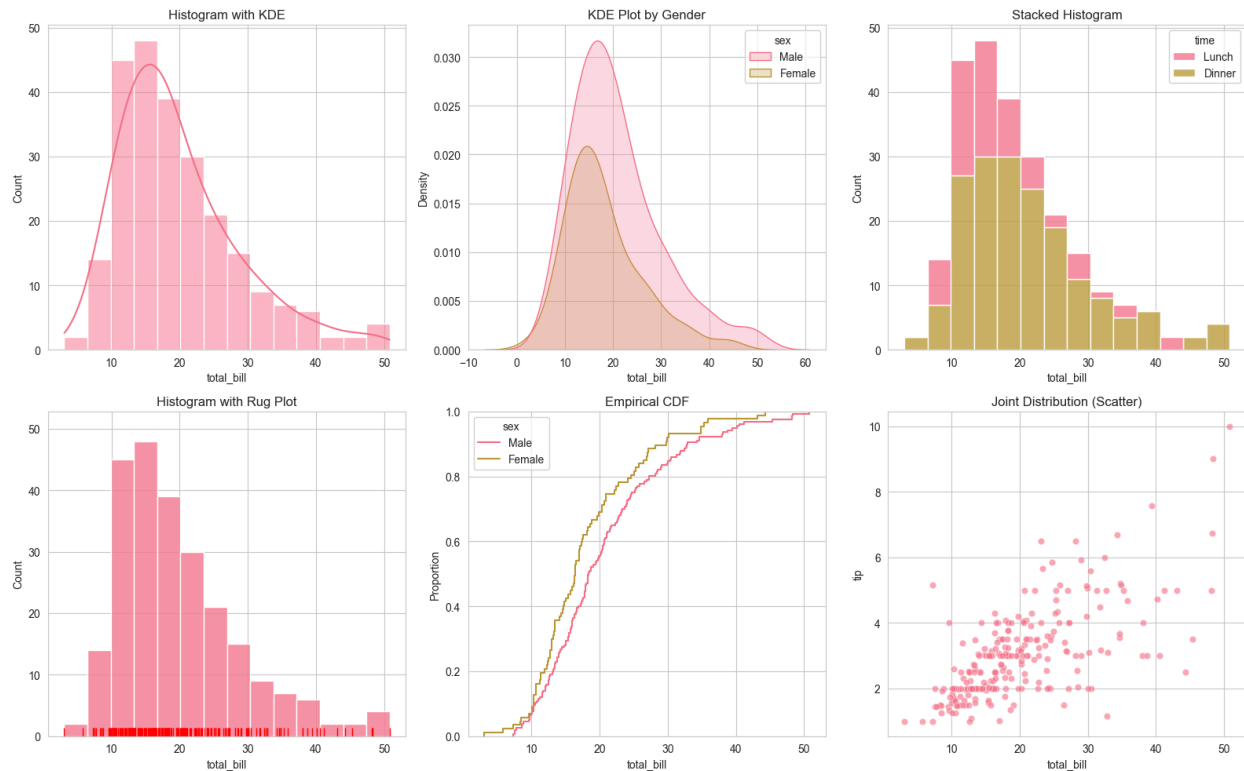 Histogram with KDE
50
40
30
20
10
0
Count
10 20 30 40 50
total_bill
KDE Plot by Gender
sex
Male
Female
0.030
0.025
0.020
0.015
0.010
0.005
0.000
Density
−10 0 10 20 30 40 50 60
total_bill
Stacked Histogram
time
Lunch
Dinner
50
40
30
20
10
0
Count
10 20 30 40 50
total_bill
Histogram with Rug Plot
50
40
30
20
10
0
Count
10 20 30 40 50
total_bill
Empirical CDF
sex
Male
Female
1.0
0.8
0.6
0.4
0.2
0.0
Proportion
10 20 30 40 50
total_bill
Joint Distribution (Scatter)
10
8
6
4
2
tip
10 20 30 40 50
total_bill